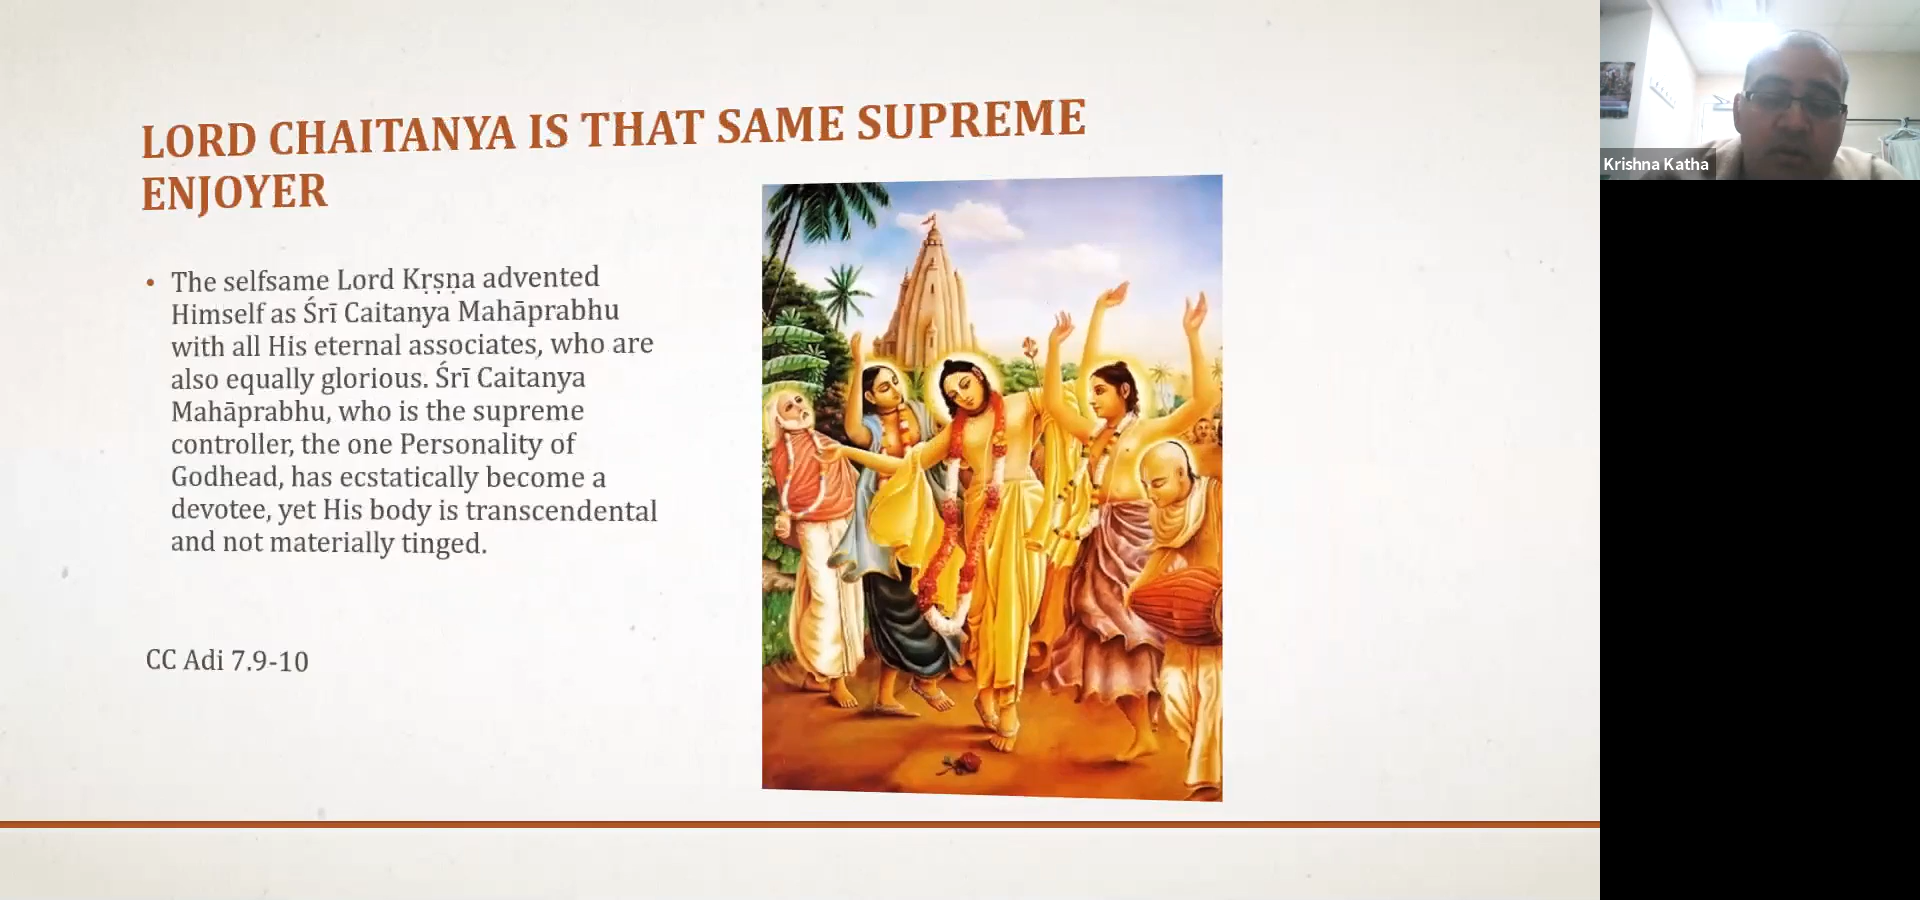 LORD CHAITANYA IS THAT SAME SUPREME
ENJOYER
• The selfsame Lord Kṛṣṇa advented
Himself as Śrī Caitanya Mahāprabhu
with all His eternal associates, who are
also equally glorious. Śrī Caitanya
Mahāprabhu, who is the supreme
controller, the one Personality of
Godhead, has ecstatically become a
devotee, yet His body is transcendental
and not materially tinged.
CC Adi 7.9-10
Krishna Katha